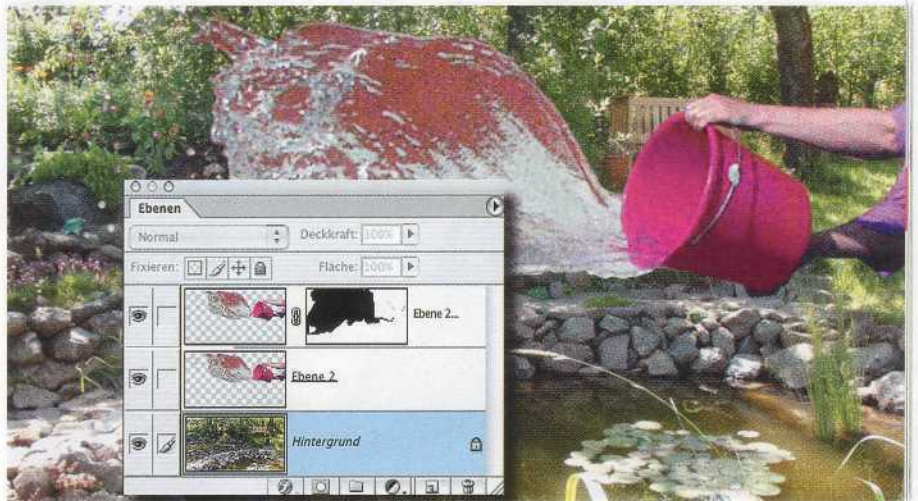 Ebenen
Normal Deckkraft: 100%
Fixieren: Fläche: 100%
Ebene 2...
Ebene 2
Hintergrund